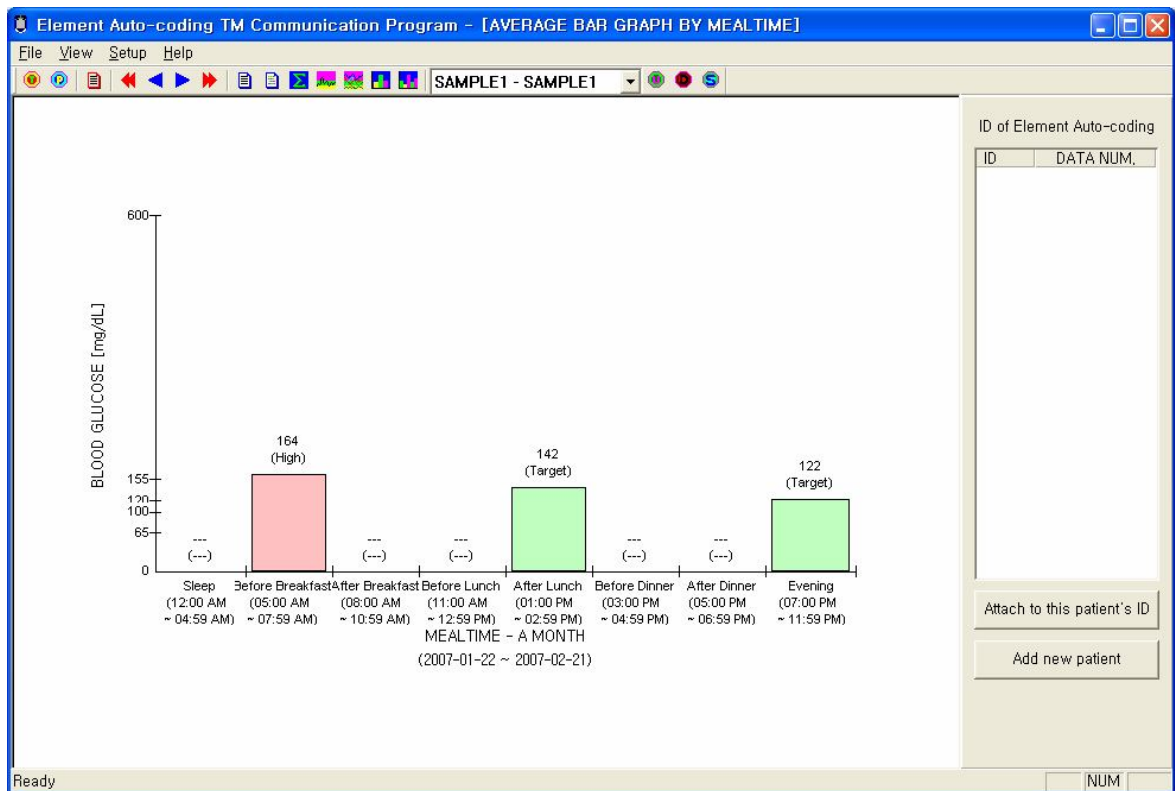 Element Auto-coding TM Communication Program - [AVERAGE BAR GRAPH BY MEALTIME]
File View Setup Help
SAMPLE1 - SAMPLE1
ID of Element Auto-coding
ID DATA NUM.
BLOOD GLUCOSE [mg/dL]
600
155
120
100
65
0
---
(---)
164
(High)
---
(---)
---
(---)
142
(Target)
---
(---)
---
(---)
122
(Target)
Sleep
(12:00 AM
~ 04:59 AM)
Before Breakfast
(05:00 AM
~ 07:59 AM)
After Breakfast
(08:00 AM
~ 10:59 AM)
Before Lunch
(11:00 AM
~ 12:59 PM)
After Lunch
(01:00 PM
~ 02:59 PM)
Before Dinner
(03:00 PM
~ 04:59 PM)
After Dinner
(05:00 PM
~ 06:59 PM)
Evening
(07:00 PM
~ 11:59 PM)
MEALTIME - A MONTH
(2007-01-22 ~ 2007-02-21)
Attach to this patient's ID
Add new patient
Ready
NUM